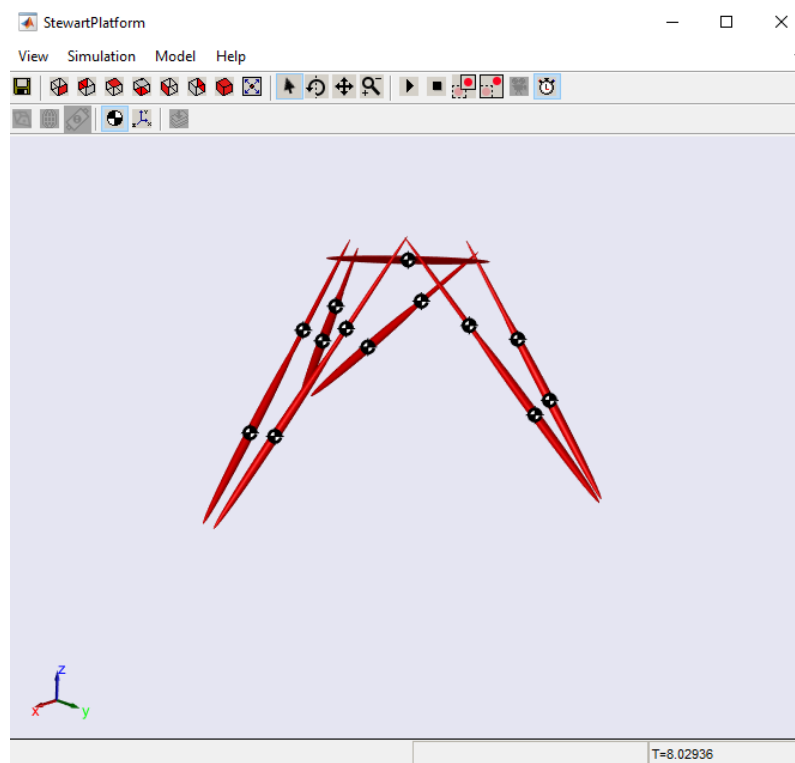 StewartPlatform
View Simulation Model Help
z
x y
T=8.02936